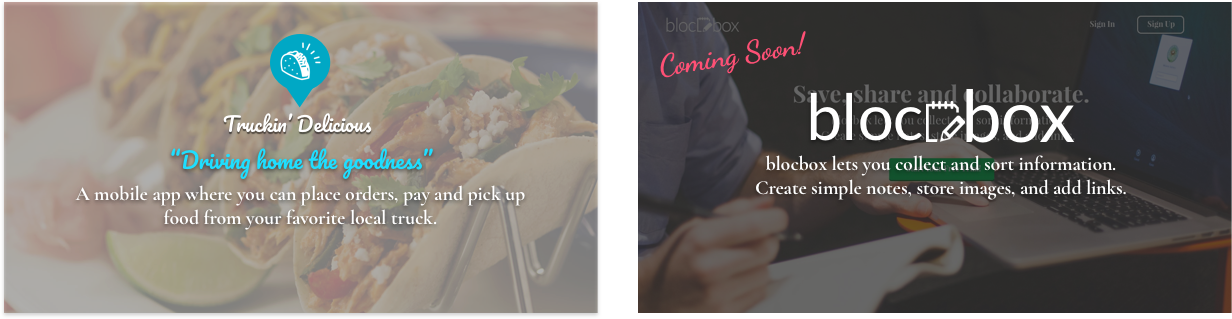 Truckin' Delicious
"Driving home the goodness"
A mobile app where you can place orders, pay and pick up
food from your favorite local truck.
blocbox
Sign In
Sign Up
Coming Soon!
Save, share and collaborate.
blocbox
blocbox lets you collect and sort information.
Create simple notes, store images, and add links.